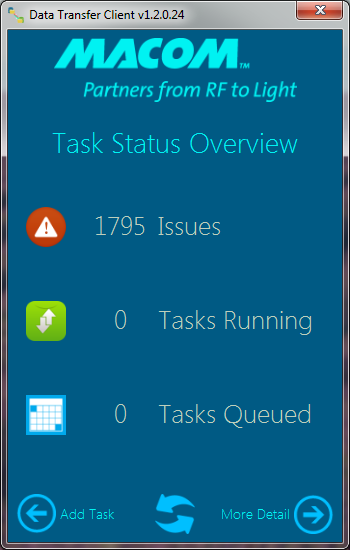 Data Transfer Client v1.2.0.24
MACOM™
Partners from RF to Light
Task Status Overview
1795 Issues
0 Tasks Running
0 Tasks Queued
Add Task
More Detail